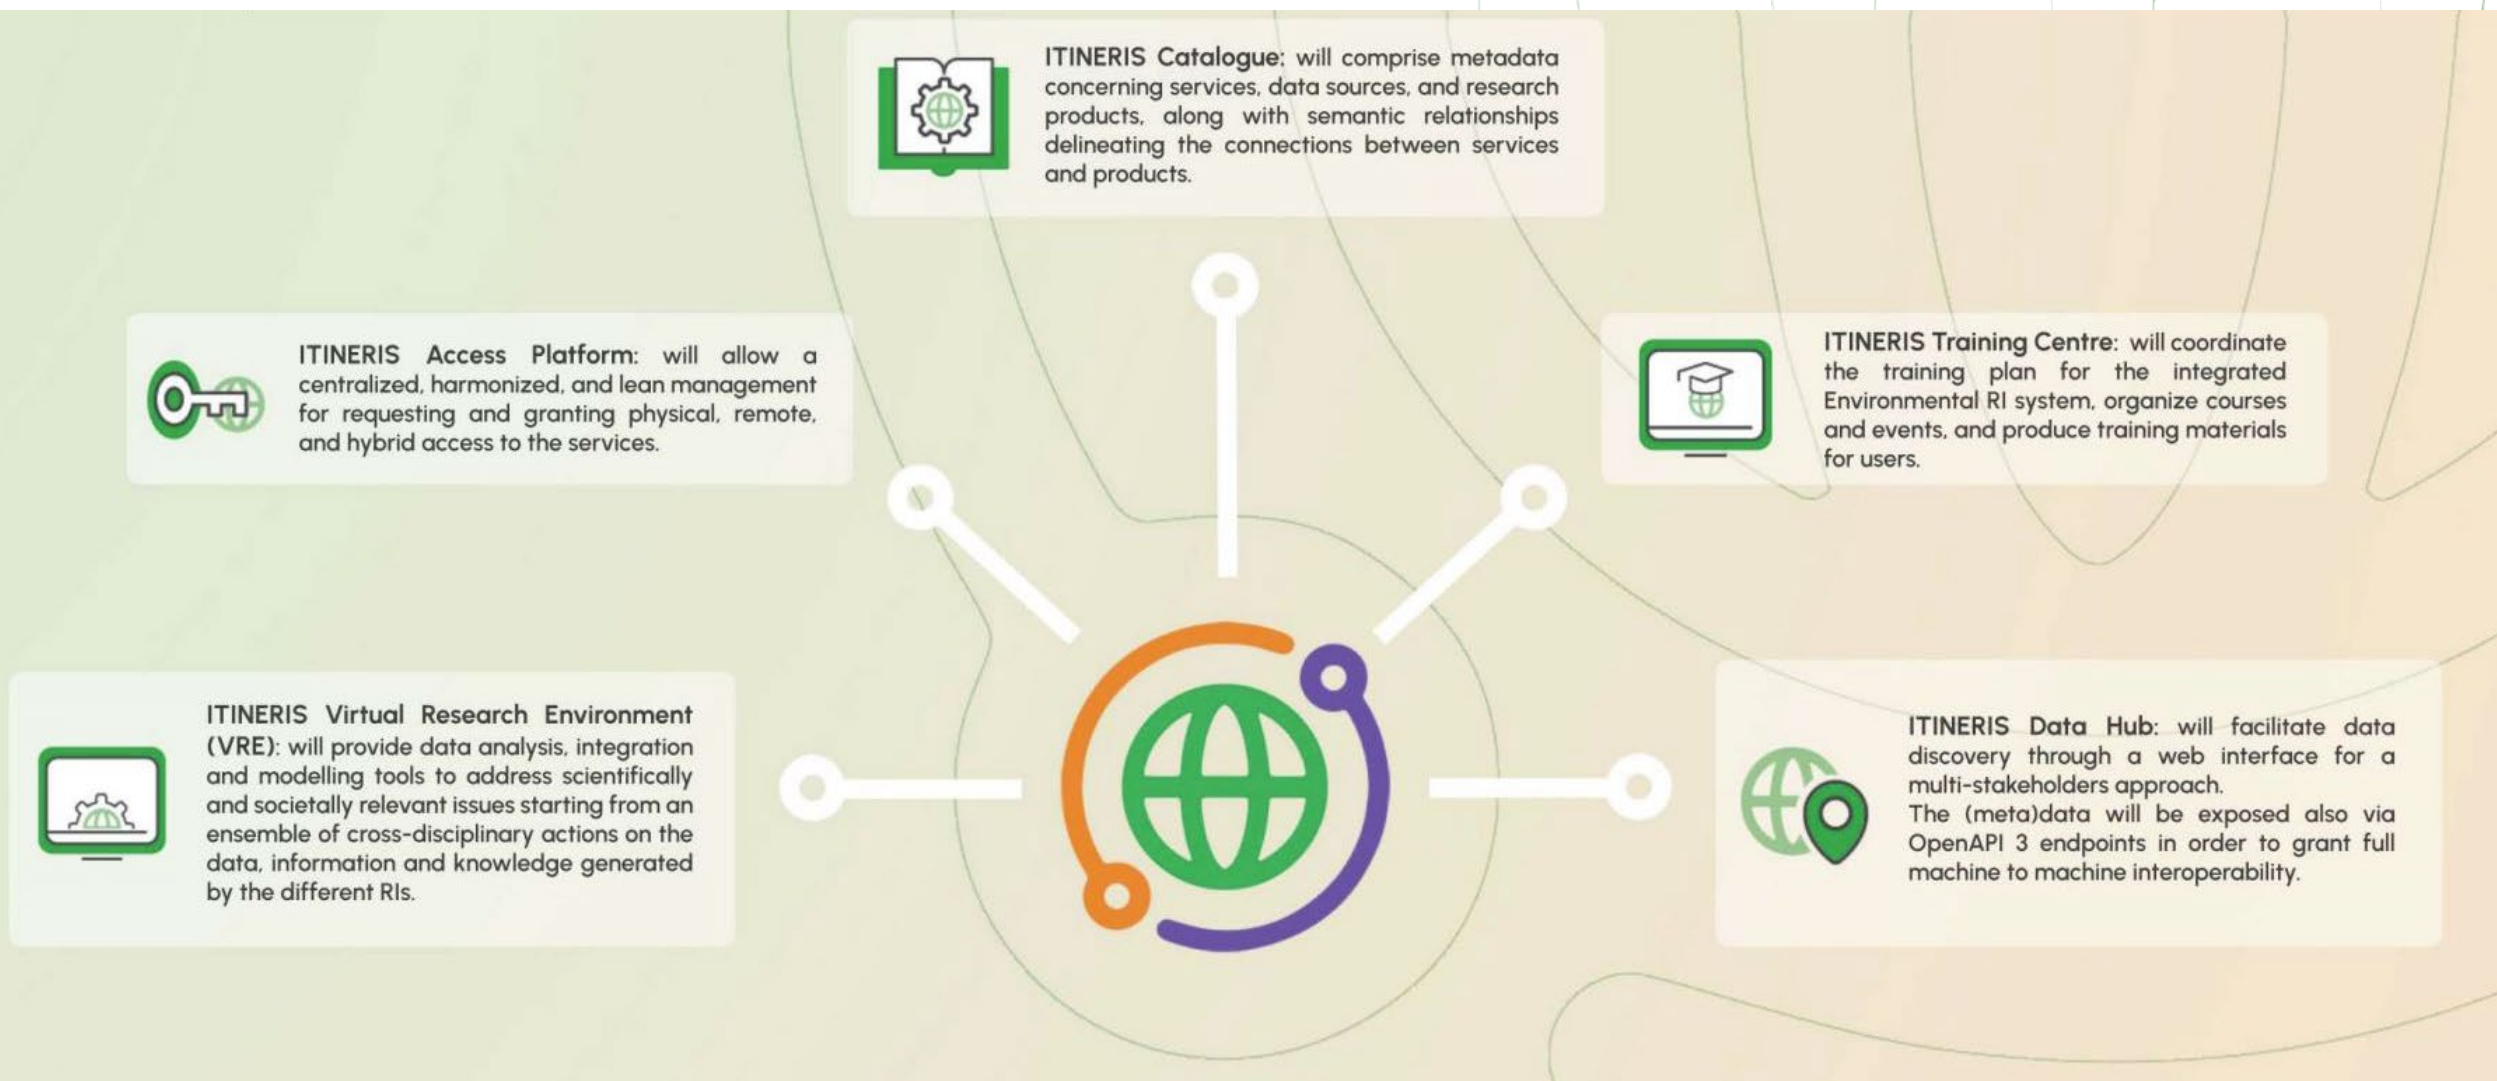 ITINERIS Catalogue: will comprise metadata
concerning services, data sources, and research
products, along with semantic relationships
delineating the connections between services
and products.
ITINERIS Access Platform: will allow a
centralized, harmonized, and lean management
for requesting and granting physical, remote,
and hybrid access to the services.
ITINERIS Training Centre: will coordinate
the training plan for the integrated
Environmental RI system, organize courses
and events, and produce training materials
for users.
ITINERIS Virtual Research Environment
(VRE): will provide data analysis, integration
and modelling tools to address scientifically
and societally relevant issues starting from an
ensemble of cross-disciplinary actions on the
data, information and knowledge generated
by the different RIs.
ITINERIS Data Hub: will facilitate data
discovery through a web interface for a
multi-stakeholders approach.
The (meta)data will be exposed also via
OpenAPI 3 endpoints in order to grant full
machine to machine interoperability.